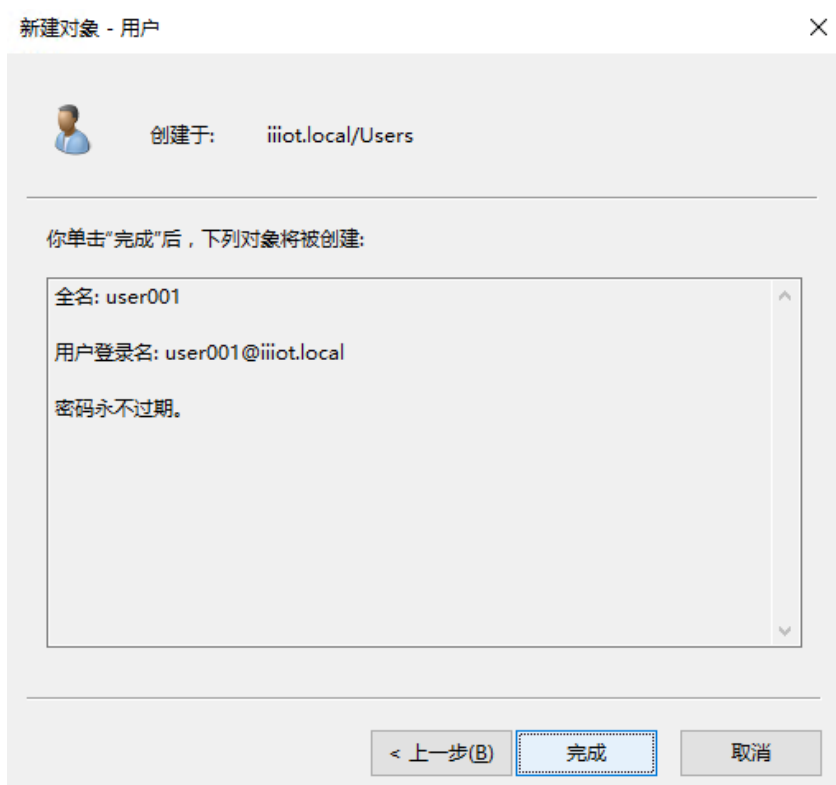 新建对象 - 用户
创建于: iiiot.local/Users
你单击“完成”后，下列对象将被创建:
全名: user001
用户登录名: user001@iiiot.local
密码永不过期。
< 上一步(B) 完成 取消